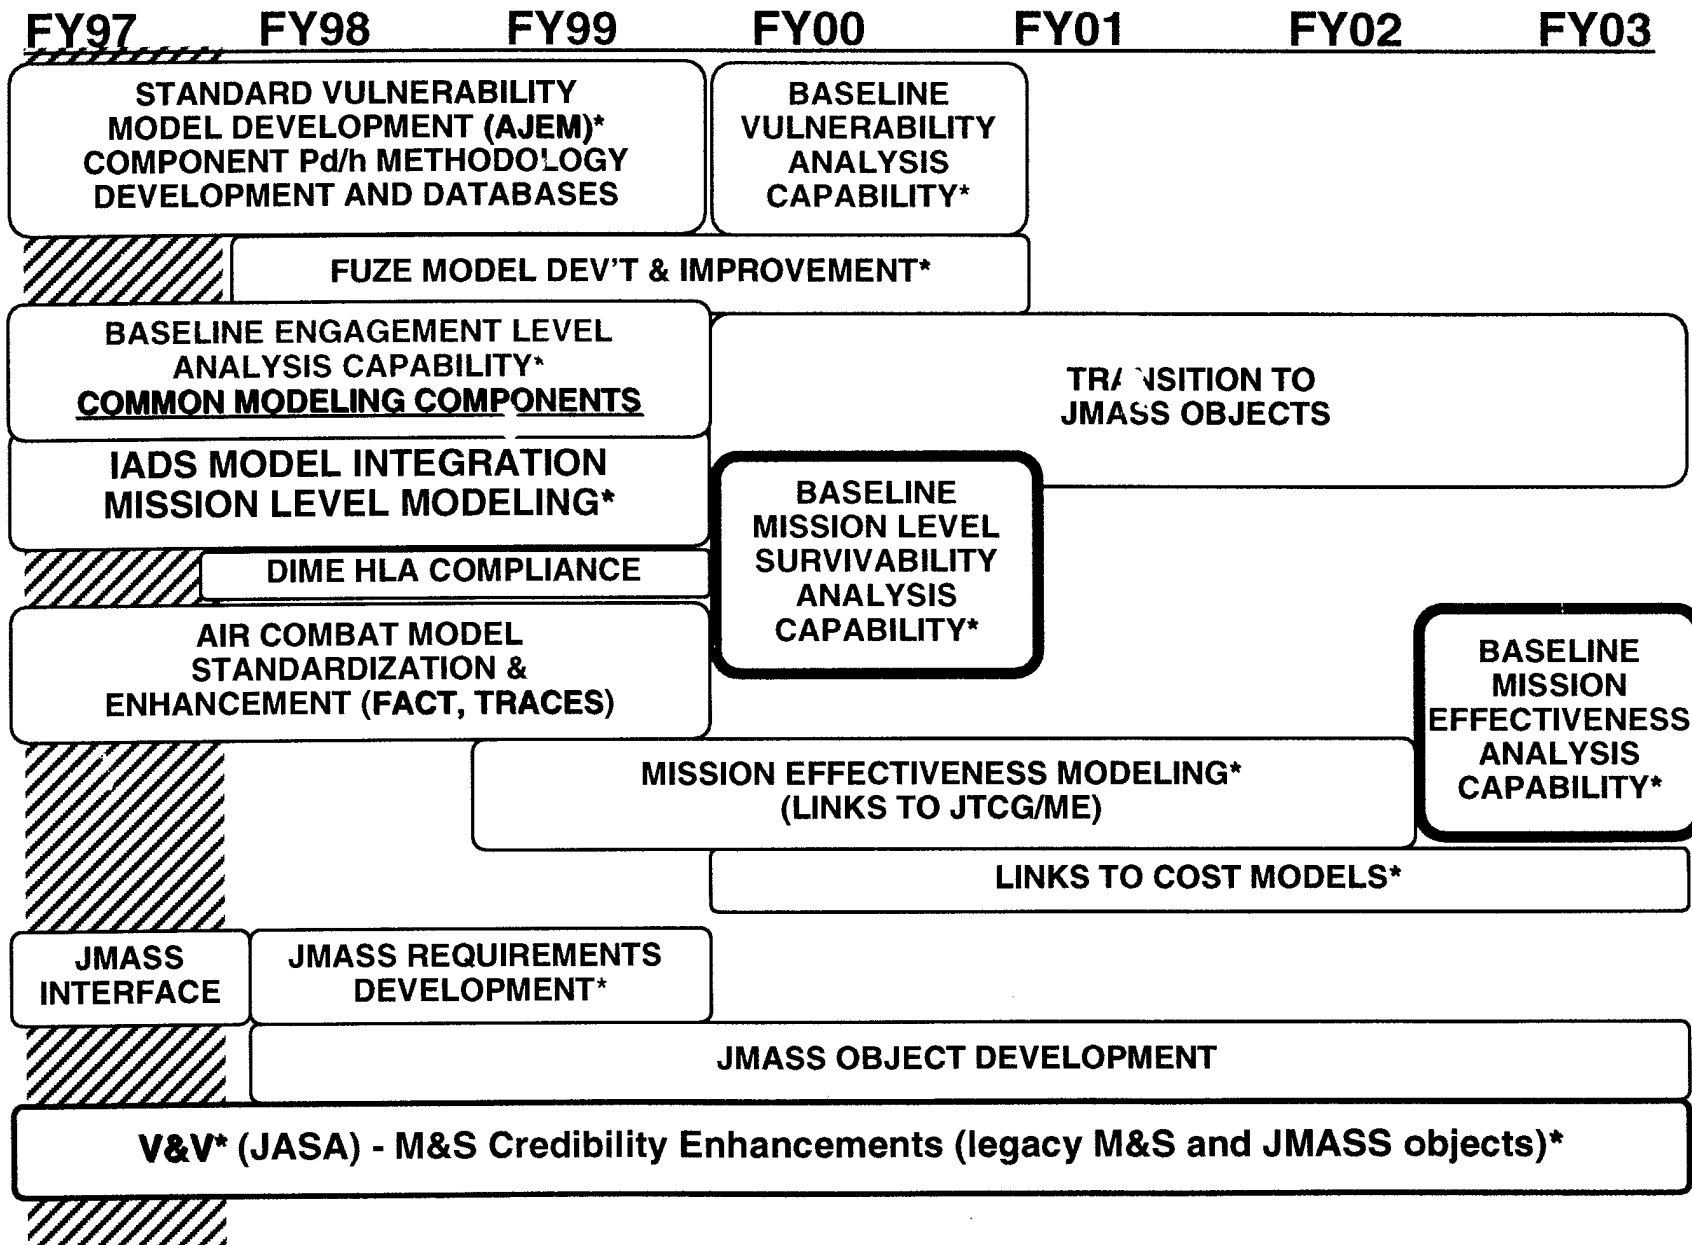 FY97 FY98 FY99 FY00 FY01 FY02 FY03
STANDARD VULNERABILITY
MODEL DEVELOPMENT (AJEM)*
COMPONENT Pd/h METHODOLOGY
DEVELOPMENT AND DATABASES
BASELINE
VULNERABILITY
ANALYSIS
CAPABILITY*
FUZE MODEL DEV'T & IMPROVEMENT*
BASELINE ENGAGEMENT LEVEL
ANALYSIS CAPABILITY*
COMMON MODELING COMPONENTS
TRANSITION TO
JMASS OBJECTS
IADS MODEL INTEGRATION
MISSION LEVEL MODELING*
BASELINE
MISSION LEVEL
SURVIVABILITY
ANALYSIS
CAPABILITY*
DIME HLA COMPLIANCE
AIR COMBAT MODEL
STANDARDIZATION &
ENHANCEMENT (FACT, TRACES)
BASELINE
MISSION
EFFECTIVENESS
ANALYSIS
CAPABILITY*
MISSION EFFECTIVENESS MODELING*
(LINKS TO JTCG/ME)
LINKS TO COST MODELS*
JMASS
INTERFACE
JMASS REQUIREMENTS
DEVELOPMENT*
JMASS OBJECT DEVELOPMENT
V&V* (JASA) - M&S Credibility Enhancements (legacy M&S and JMASS objects)*